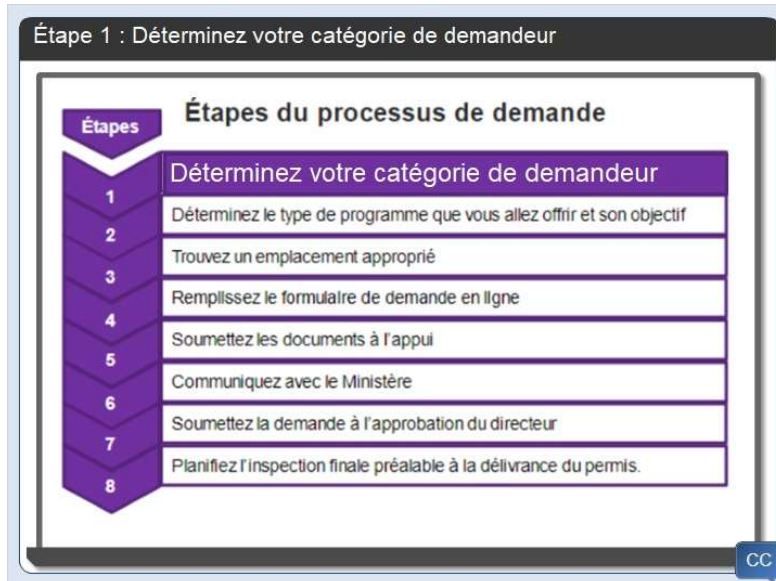 Étape 1 : Déterminez votre catégorie de demandeur
Étapes du processus de demande
Étapes
1 Déterminez votre catégorie de demandeur
2 Déterminez le type de programme que vous allez offrir et son objectif
3 Trouvez un emplacement approprié
4 Remplissez le formulaire de demande en ligne
5 Soumettez les documents à l'appui
6 Communiquez avec le Ministère
7 Soumettez la demande à l'approbation du directeur
8 Planifiez l'inspection finale préalable à la délivrance du permis.
CC